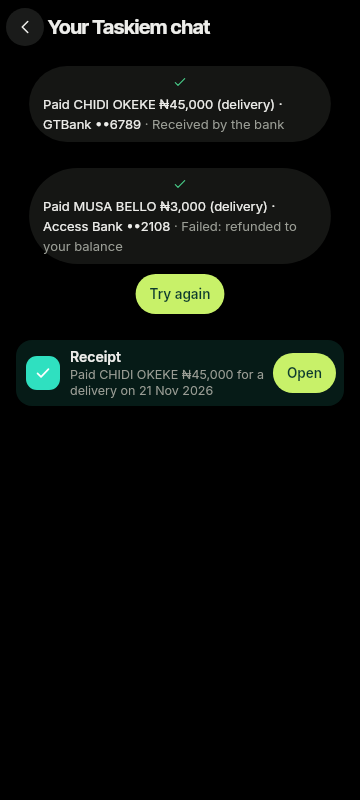 Your Taskiem chat
Paid CHIDI OKEKE ₦45,000 (delivery) ·
GTBank ••6789 · Received by the bank
Paid MUSA BELLO ₦3,000 (delivery) ·
Access Bank ••2108 · Failed: refunded to
your balance
Try again
Receipt
Paid CHIDI OKEKE ₦45,000 for a
delivery on 21 Nov 2026
Open